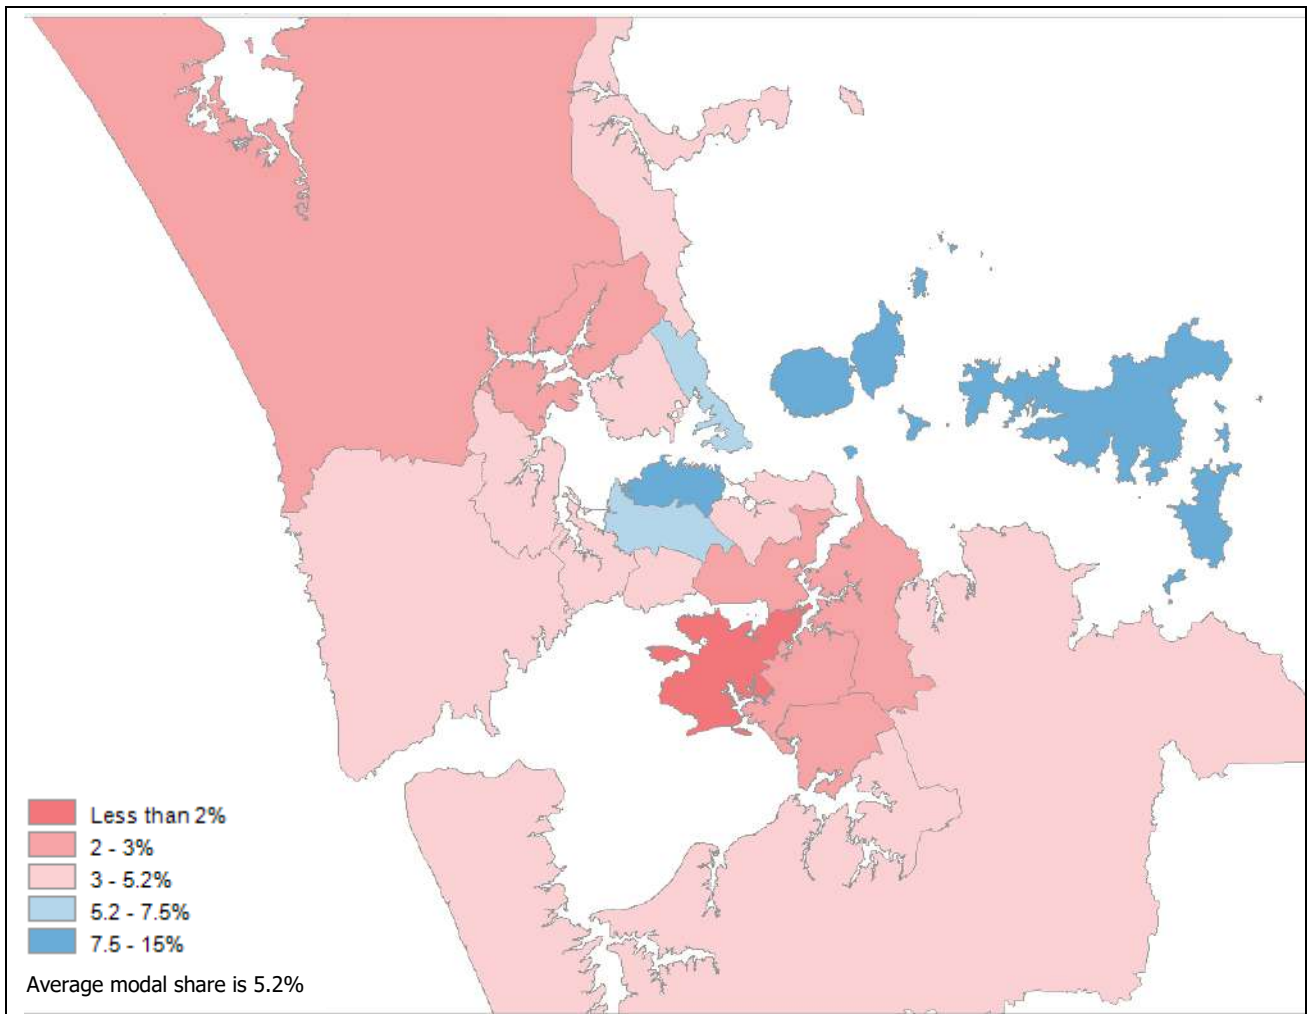 Less than 2%
2 - 3%
3 - 5.2%
5.2 - 7.5%
7.5 - 15%
Average modal share is 5.2%